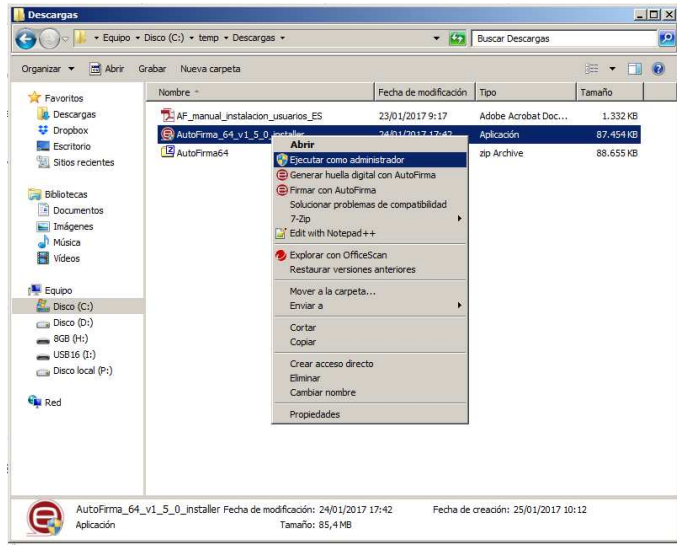 Descargas
Equipo Disco (C:) temp Descargas
Buscar Descargas
Organizar Abrir Grabar Nueva carpeta
Favoritos
Descargas
Dropbox
Escritorio
Sitios recientes
Bibliotecas
Documentos
Imágenes
Música
Vídeos
Equipo
Disco (C:)
Disco (D:)
8GB (H:)
USB16 (I:)
Disco local (P:)
Red
Nombre Fecha de modificación Tipo Tamaño
AF_manual_instalacion_usuarios_ES 23/01/2017 9:17 Adobe Acrobat Doc... 1.332 KB
AutoFirma_64_v1_5_0_installer 24/01/2017 17:42 Aplicación 87.454 KB
AutoFirma64 zip Archive 88.655 KB
Abrir
Ejecutar como administrador
Generar huella digital con AutoFirma
Firmar con AutoFirma
Solucionar problemas de compatibilidad
7-Zip
Edit with Notepad++
Explorar con OfficeScan
Restaurar versiones anteriores
Mover a la carpeta...
Enviar a
Cortar
Copiar
Crear acceso directo
Eliminar
Cambiar nombre
Propiedades
AutoFirma_64_v1_5_0_installer Fecha de modificación: 24/01/2017 17:42 Fecha de creación: 25/01/2017 10:12
Aplicación Tamaño: 85,4 MB